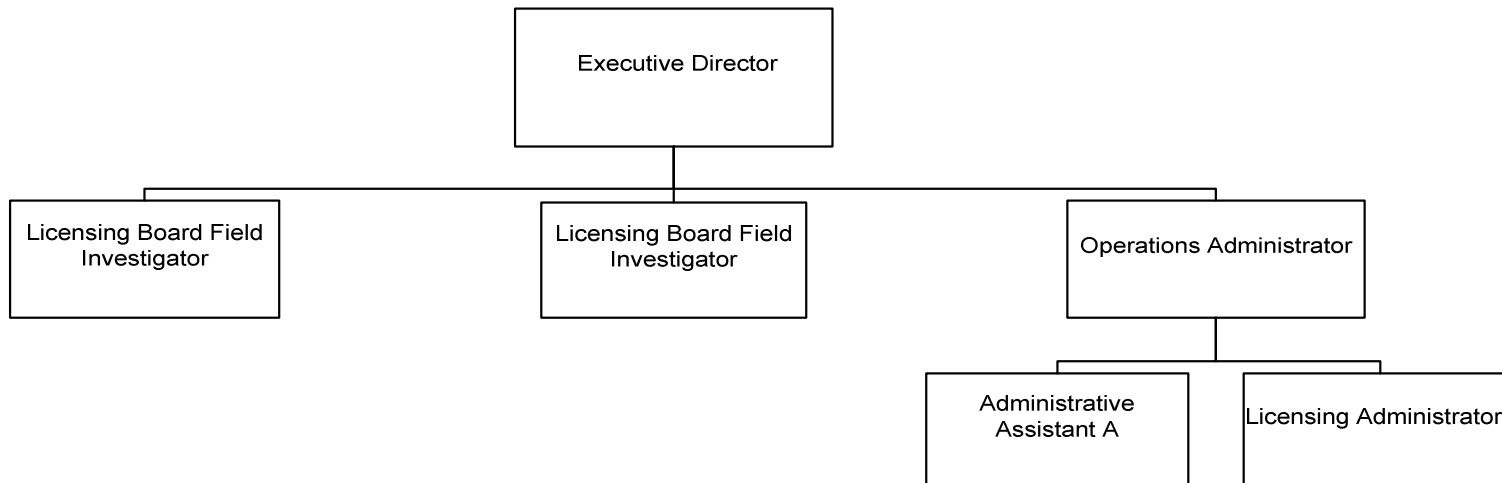 Executive Director
Licensing Board Field
Investigator
Licensing Board Field
Investigator
Operations Administrator
Administrative
Assistant A
Licensing Administrator